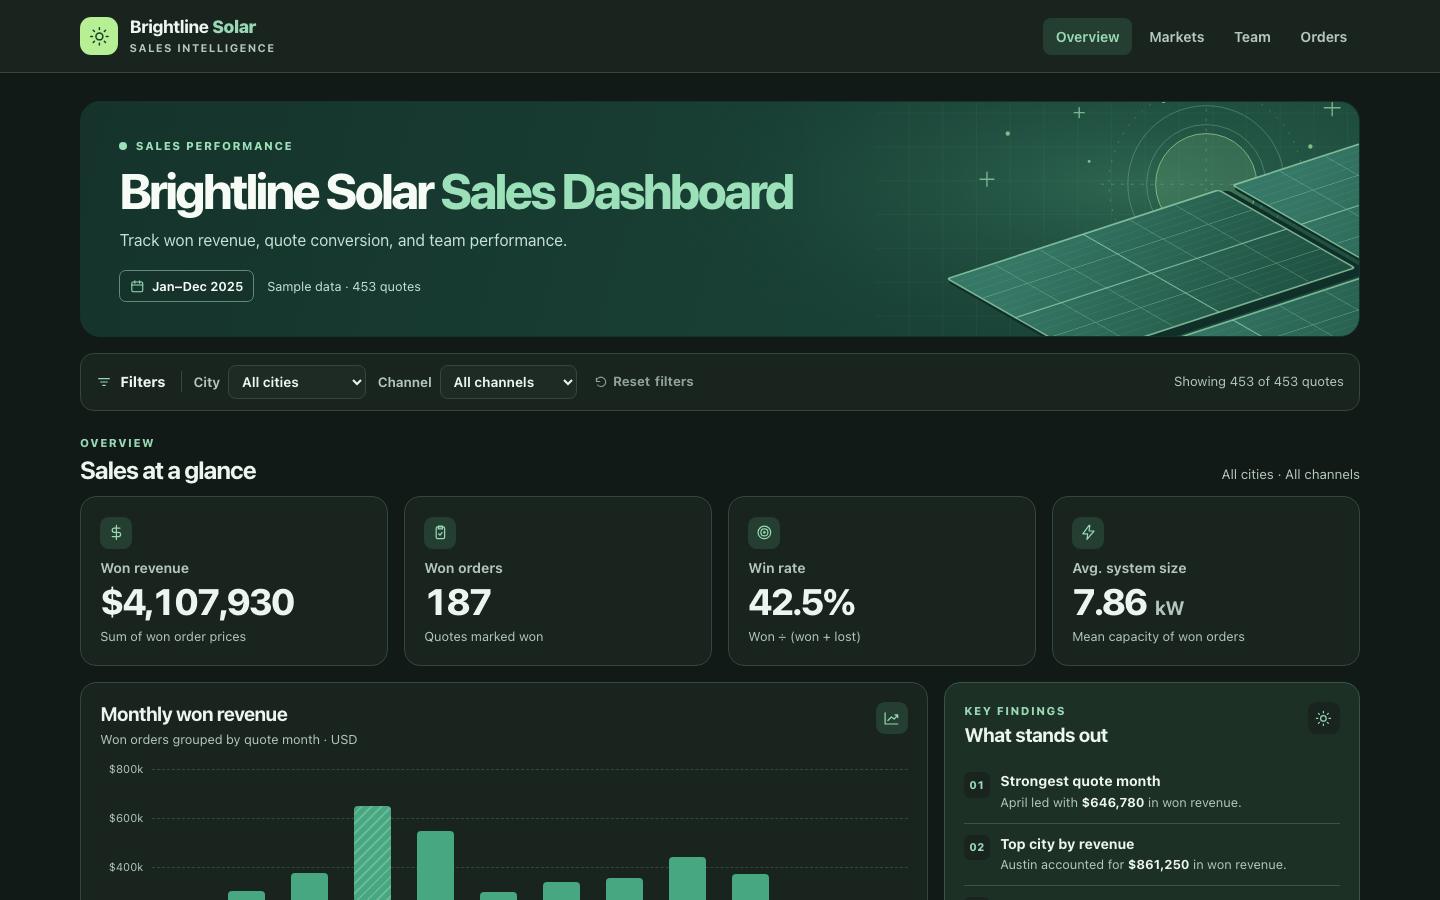 Brightline Solar
SALES INTELLIGENCE
Overview
Markets
Team
Orders
SALES PERFORMANCE
Brightline Solar Sales Dashboard
Track won revenue, quote conversion, and team performance.
Jan–Dec 2025
Sample data · 453 quotes
Filters
City
All cities
Channel
All channels
Reset filters
Showing 453 of 453 quotes
OVERVIEW
Sales at a glance
All cities · All channels
Won revenue
$4,107,930
Sum of won order prices
Won orders
187
Quotes marked won
Win rate
42.5%
Won ÷ (won + lost)
Avg. system size
7.86 kW
Mean capacity of won orders
Monthly won revenue
Won orders grouped by quote month · USD
$800k
$600k
$400k
KEY FINDINGS
What stands out
01
Strongest quote month
April led with $646,780 in won revenue.
02
Top city by revenue
Austin accounted for $861,250 in won revenue.